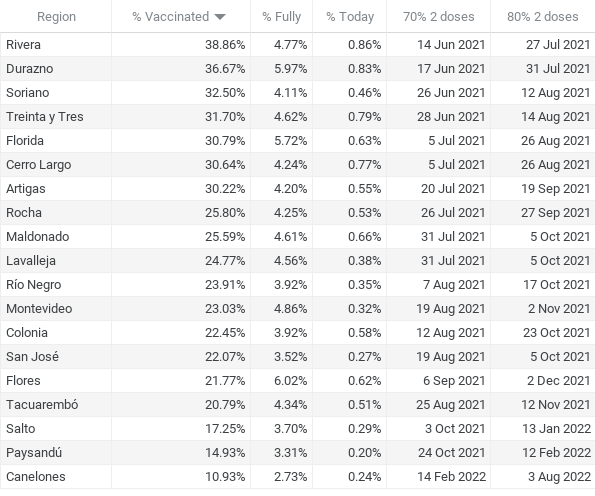 Region % Vaccinated % Fully % Today 70% 2 doses 80% 2 doses
Rivera 38.86% 4.77% 0.86% 14 Jun 2021 27 Jul 2021
Durazno 36.67% 5.97% 0.83% 17 Jun 2021 31 Jul 2021
Soriano 32.50% 4.11% 0.46% 26 Jun 2021 12 Aug 2021
Treinta y Tres 31.70% 4.62% 0.79% 28 Jun 2021 14 Aug 2021
Florida 30.79% 5.72% 0.63% 5 Jul 2021 26 Aug 2021
Cerro Largo 30.64% 4.24% 0.77% 5 Jul 2021 26 Aug 2021
Artigas 30.22% 4.20% 0.55% 20 Jul 2021 19 Sep 2021
Rocha 25.80% 4.25% 0.53% 26 Jul 2021 27 Sep 2021
Maldonado 25.59% 4.61% 0.66% 31 Jul 2021 5 Oct 2021
Lavalleja 24.77% 4.56% 0.38% 31 Jul 2021 5 Oct 2021
Río Negro 23.91% 3.92% 0.35% 7 Aug 2021 17 Oct 2021
Montevideo 23.03% 4.86% 0.32% 19 Aug 2021 2 Nov 2021
Colonia 22.45% 3.92% 0.58% 12 Aug 2021 23 Oct 2021
San José 22.07% 3.52% 0.27% 19 Aug 2021 5 Oct 2021
Flores 21.77% 6.02% 0.62% 6 Sep 2021 2 Dec 2021
Tacuarembó 20.79% 4.34% 0.51% 25 Aug 2021 12 Nov 2021
Salto 17.25% 3.70% 0.29% 3 Oct 2021 13 Jan 2022
Paysandú 14.93% 3.31% 0.20% 24 Oct 2021 12 Feb 2022
Canelones 10.93% 2.73% 0.24% 14 Feb 2022 3 Aug 2022